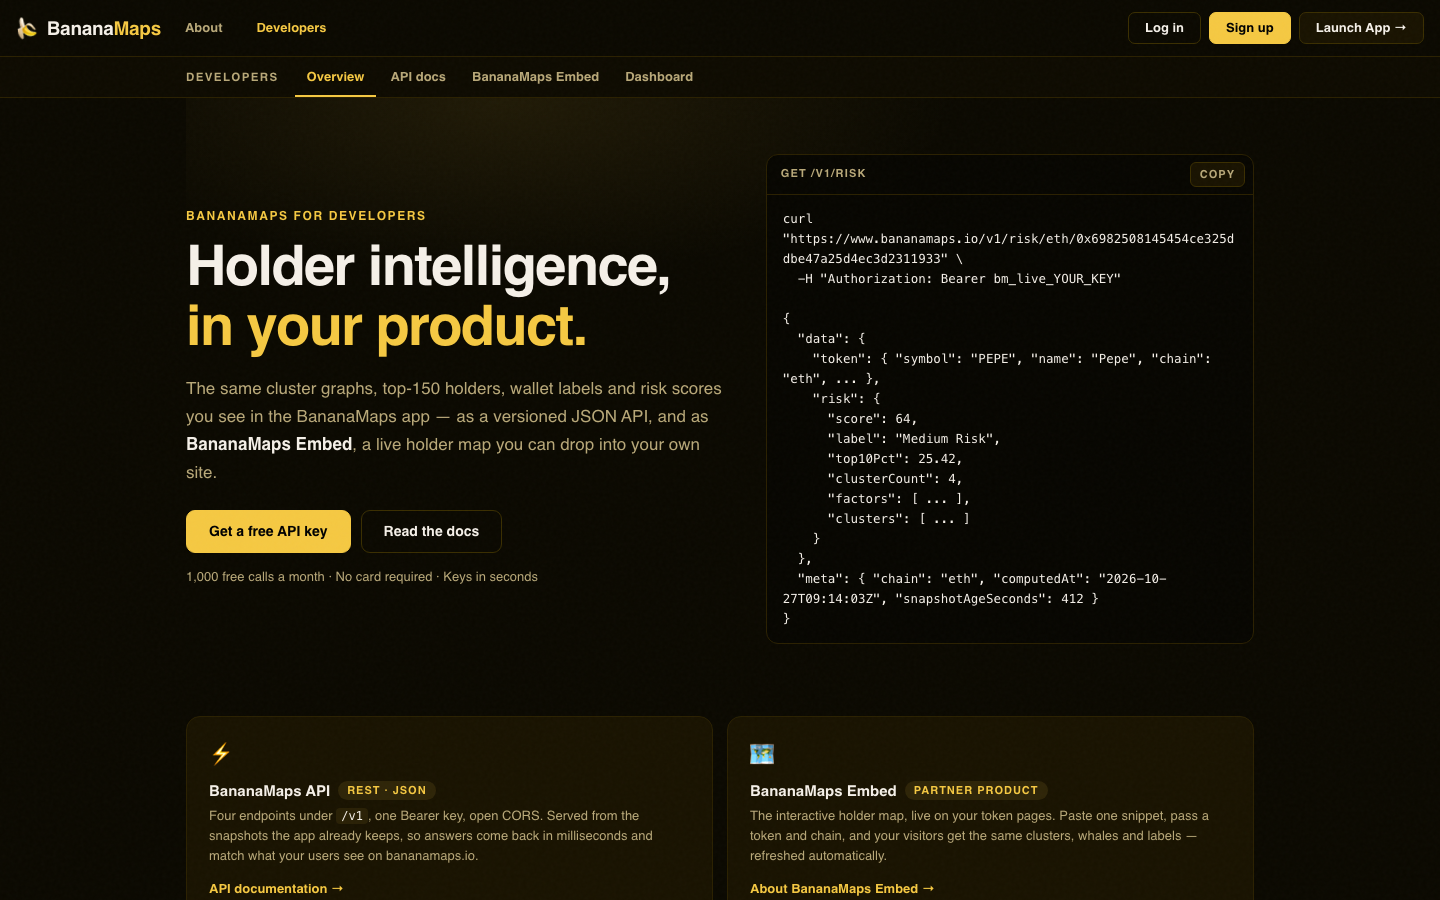 BananaMaps About Developers Log in Sign up Launch App →
DEVELOPERS Overview API docs BananaMaps Embed Dashboard
BANANAMAPS FOR DEVELOPERS
Holder intelligence,
in your product.
The same cluster graphs, top-150 holders, wallet labels and risk scores
you see in the BananaMaps app — as a versioned JSON API, and as
BananaMaps Embed, a live holder map you can drop into your own
site.
Get a free API key Read the docs
1,000 free calls a month · No card required · Keys in seconds
GET /V1/RISK COPY
curl
"https://www.bananamaps.io/v1/risk/eth/0x6982508145454ce325d
dbe47a25d4ec3d2311933" \
-H "Authorization: Bearer bm_live_YOUR_KEY"
{
"data": {
"token": { "symbol": "PEPE", "name": "Pepe", "chain":
"eth", ... },
"risk": {
"score": 64,
"label": "Medium Risk",
"top10Pct": 25.42,
"clusterCount": 4,
"factors": [ ... ],
"clusters": [ ... ]
}
},
"meta": { "chain": "eth", "computedAt": "2026-10-
27T09:14:03Z", "snapshotAgeSeconds": 412 }
}
BananaMaps API REST · JSON
Four endpoints under /v1, one Bearer key, open CORS. Served from the
snapshots the app already keeps, so answers come back in milliseconds and
match what your users see on bananamaps.io.
API documentation →
BananaMaps Embed PARTNER PRODUCT
The interactive holder map, live on your token pages. Paste one snippet, pass a
token and chain, and your visitors get the same clusters, whales and labels —
refreshed automatically.
About BananaMaps Embed →